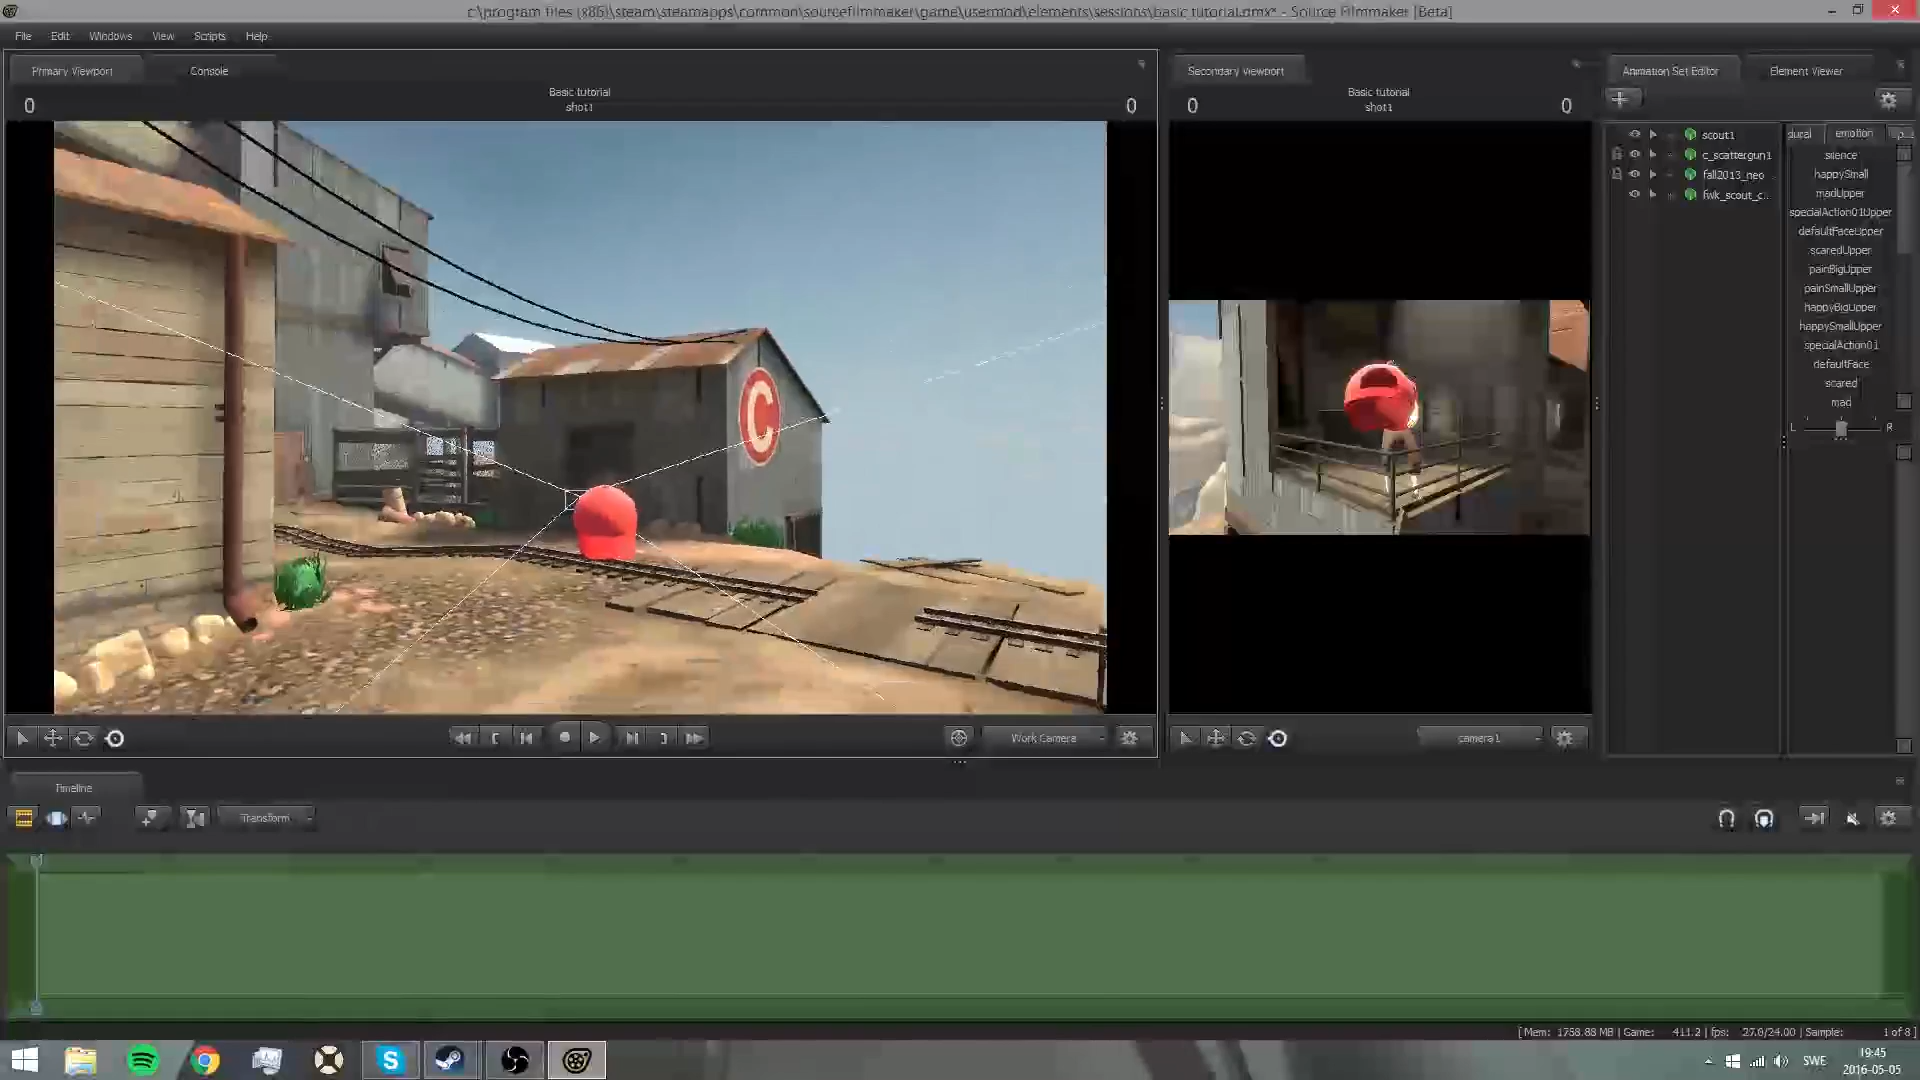 c:\program files (x86)\steam\steamapps\common\sourcefilmmaker\game\usermod\elements\sessions\basic tutorial.dmx* - Source Filmmaker [Beta]
File Edit Windows View Scripts Help
Primary Viewport Console
0 Basic tutorial 0
shot1
C
Work Camera
Secondary Viewport
0 Basic tutorial 0
shot1
camera1
Animation Set Editor Element Viewer
scout1
c_scattergun1
fall2013_neo
fwk_scout_c...
dural emotion p...
silence
happySmall
madUpper
specialAction01Upper
defaultFaceUpper
scaredUpper
painBigUpper
painSmallUpper
happyBigUpper
happySmallUpper
specialAction01
defaultFace
scared
mad
L R
Timeline
Transform
[ Mem: 1758.88 MB | Game: 411.2 | fps: 27.0/24.00 | Sample: 1 of 8 ]
SWE
19:45
2016-05-05